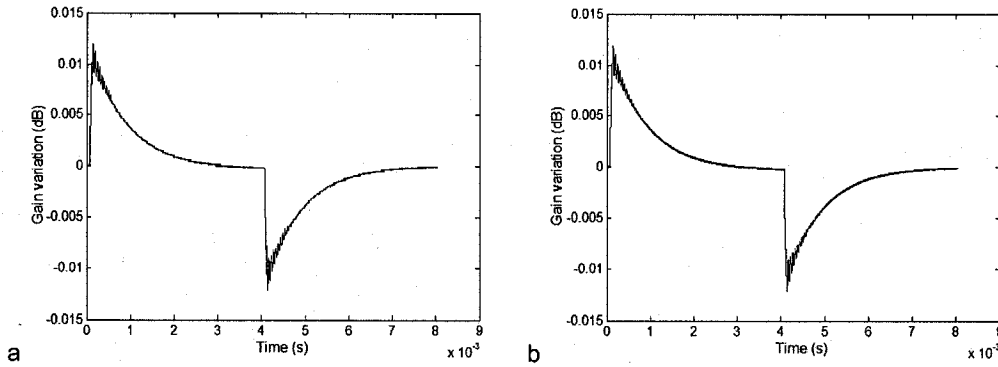 0.015
0.01
0.005
0
-0.005
-0.01
-0.015
Gain variation (dB)
0 1 2 3 4 5 6 7 8 9
Time (s)
x 10⁻³
a
0.015
0.01
0.005
0
-0.005
-0.01
-0.015
Gain variation (dB)
0 1 2 3 4 5 6 7 8 9
Time (s)
x 10⁻³
b